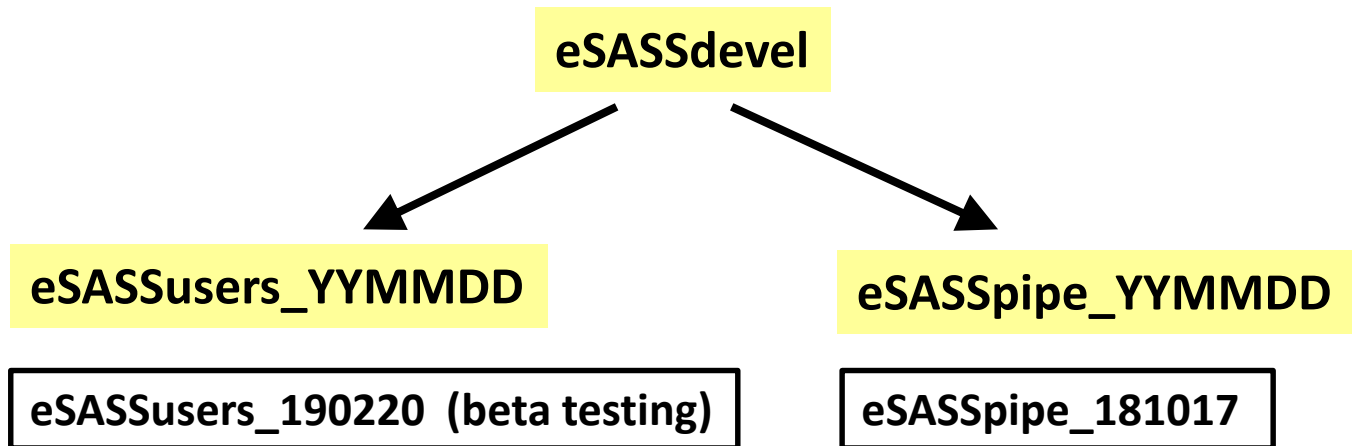 eSASSdevel
eSASSusers_YYMMDD
eSASSpipe_YYMMDD
eSASSusers_190220 (beta testing)
eSASSpipe_181017